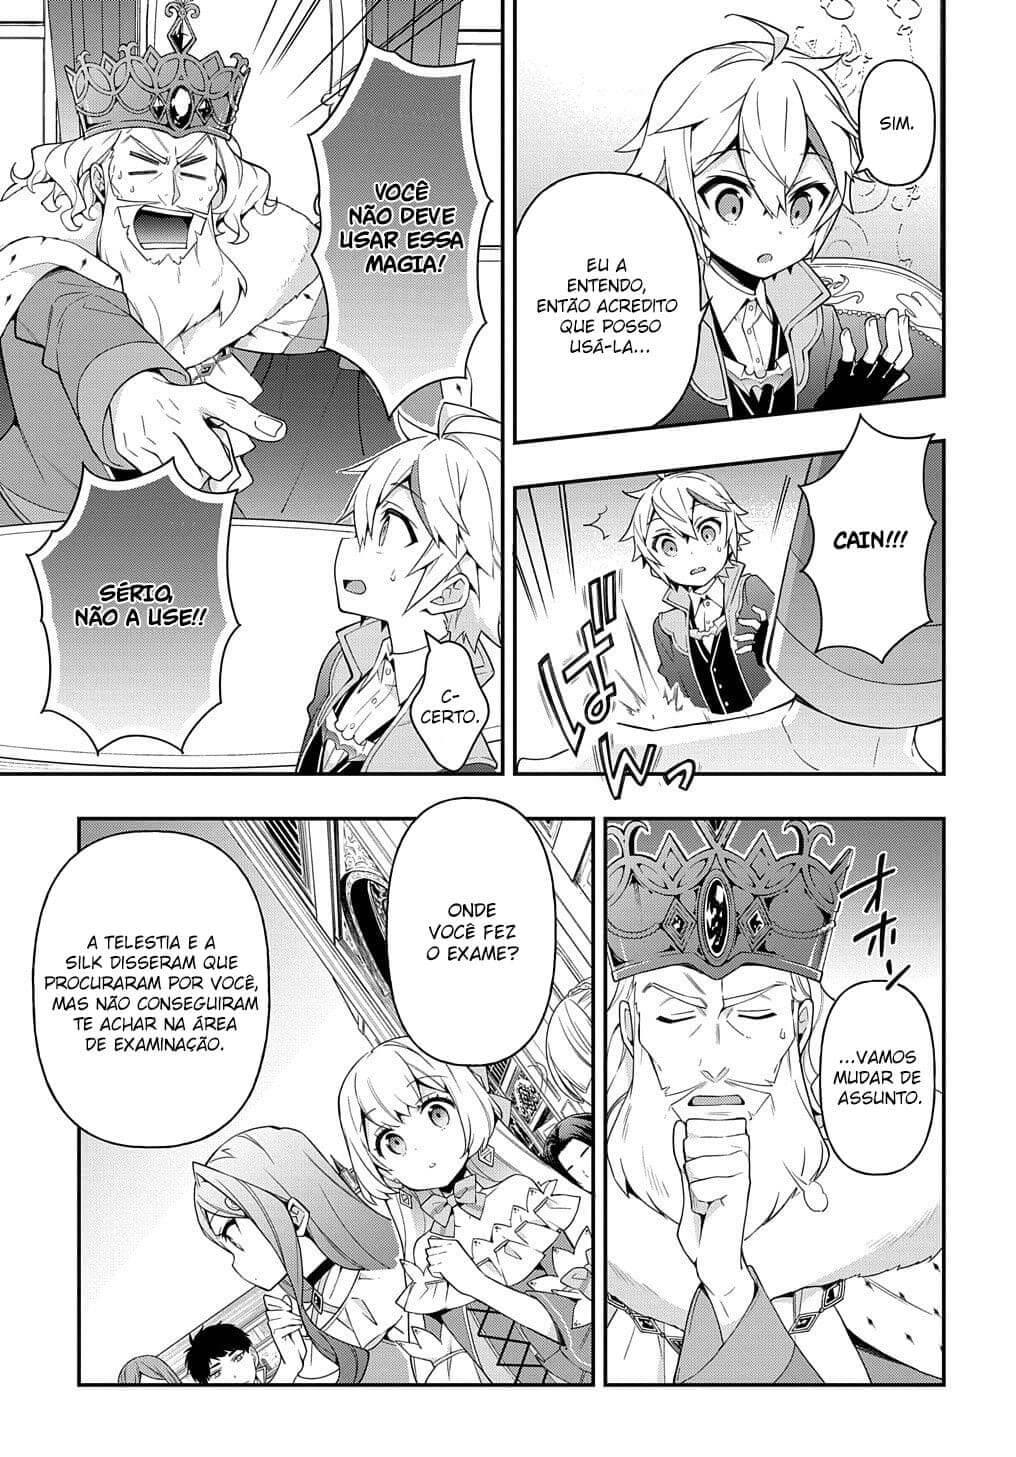 SIM.
EU A
ENTENDO,
ENTÃO ACREDITO
QUE POSSO
USÁ-LA...
CAIN!!!
ばんっ
VOCÊ
NÃO DEVE
USAR ESSA
MAGIA!
SÉRIO,
NÃO A USE!!
C-
CERTO.
オホン
...VAMOS
MUDAR DE
ASSUNTO.
ONDE
VOCÊ FEZ
O EXAME?
A TELESTIA E A
SILK DISSERAM QUE
PROCURARAM POR VOCÊ,
MAS NÃO CONSEGUIRAM
TE ACHAR NA ÁREA
DE EXAMINAÇÃO.